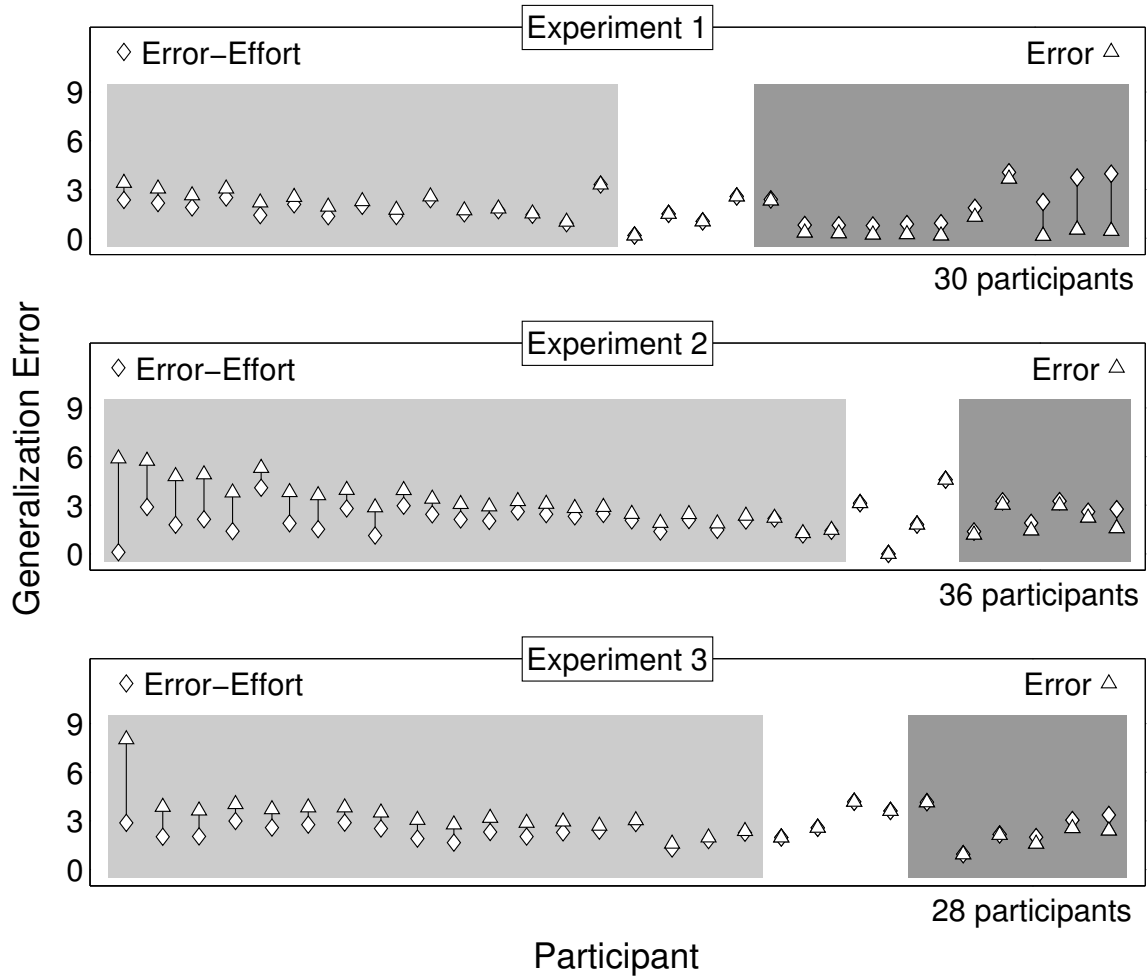 Experiment 1
Error−Effort
Error
9
6
3
0
30 participants
Experiment 2
Error−Effort
Error
9
6
3
0
36 participants
Generalization Error
Experiment 3
Error−Effort
Error
9
6
3
0
28 participants
Participant